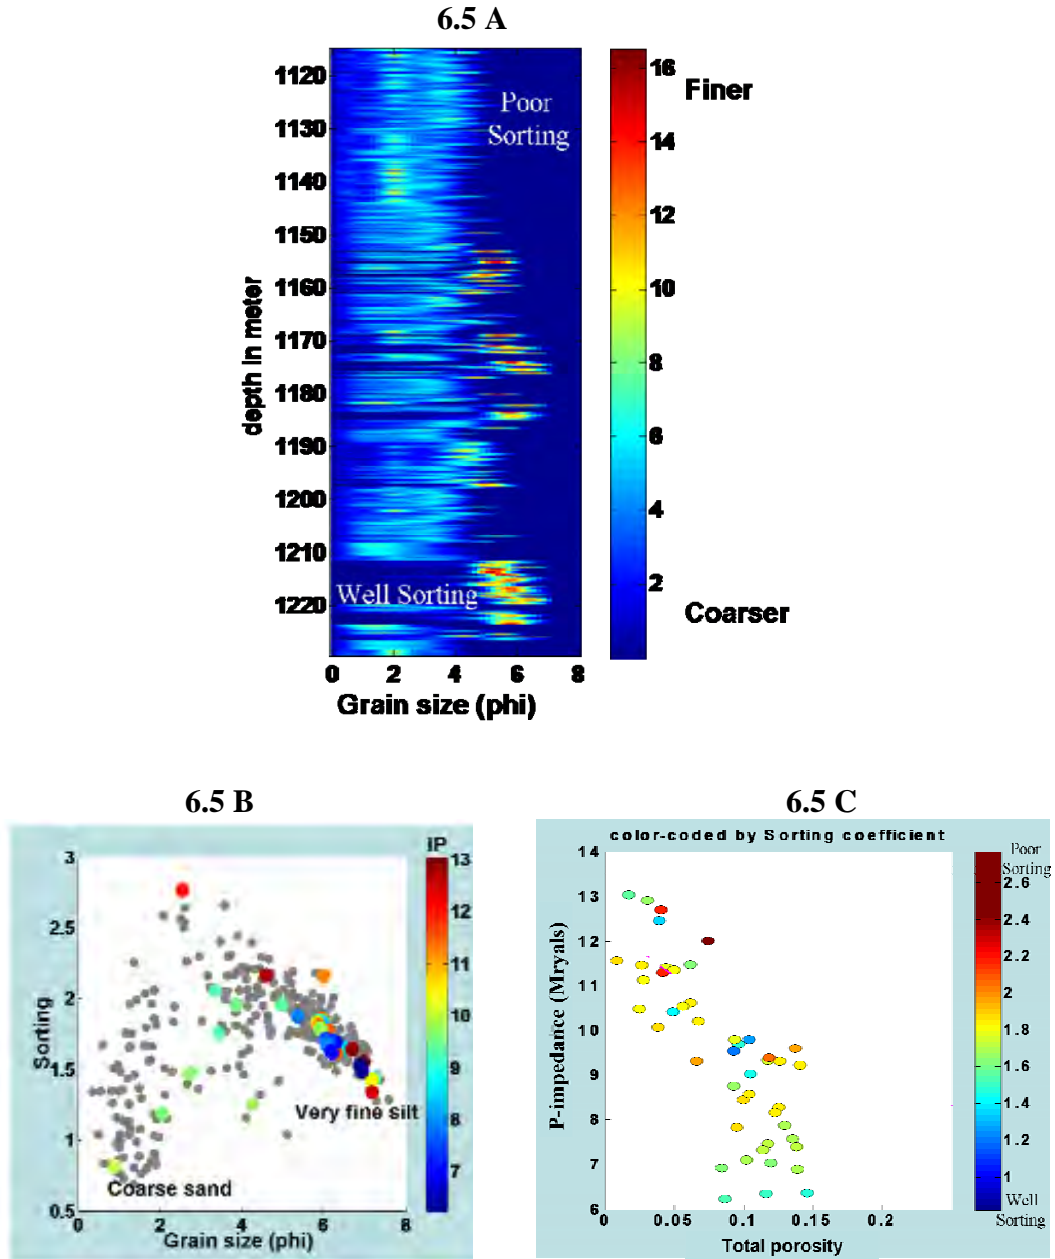 6.5 A
1120
1130
1140
1150
1160
1170
1180
1190
1200
1210
1220
depth in meter
Poor
Sorting
Well Sorting
0 2 4 6 8
Grain size (phi)
16
14
12
10
8
6
4
2
Finer
Coarser
6.5 B
IP
3
2.5
2
1.5
1
0.5
Sorting
Very fine silt
Coarse sand
0 2 4 6 8
Grain size (phi)
13
12
11
10
9
8
7
6.5 C
color-coded by Sorting coefficient
14
13
12
11
10
9
8
7
6
P-impedance (Mryals)
0 0.05 0.1 0.15 0.2
Total porosity
Poor
Sorting
2.6
2.4
2.2
2
1.8
1.6
1.4
1.2
1
Well
Sorting